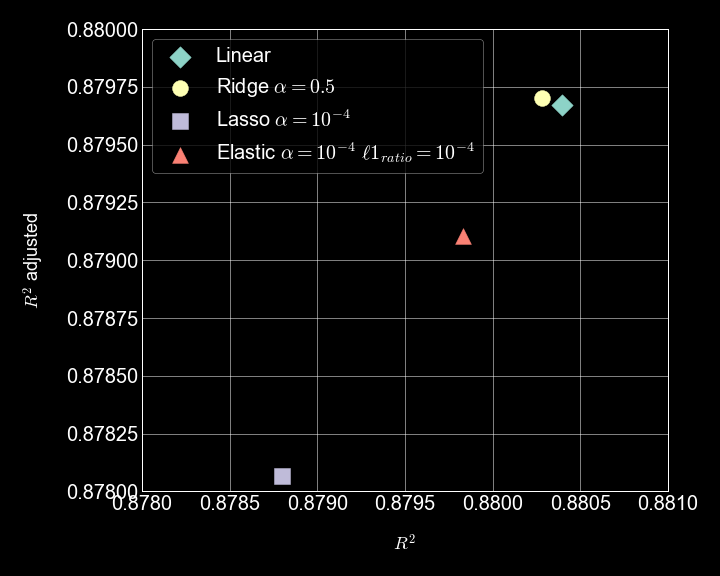 0.88000
0.87975
0.87950
0.87925
0.87900
0.87875
0.87850
0.87825
0.87800
R² adjusted
Linear
Ridge α = 0.5
Lasso α = 10⁻⁴
Elastic α = 10⁻⁴ ℓ1_ratio = 10⁻⁴
0.8780 0.8785 0.8790 0.8795 0.8800 0.8805 0.8810
R²